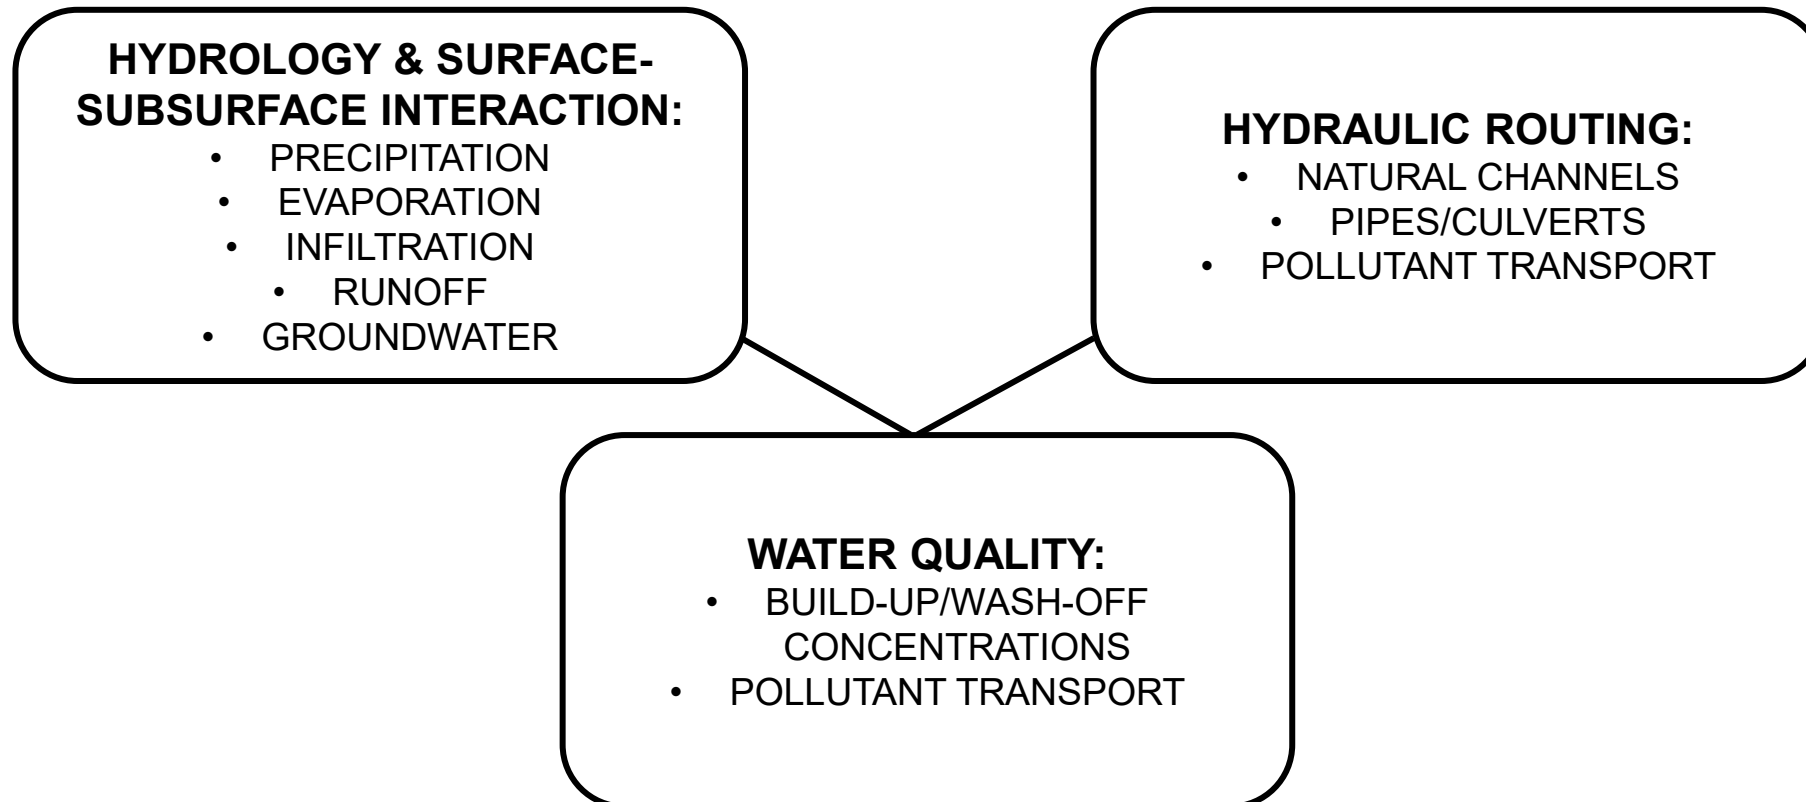 HYDROLOGY & SURFACE-
SUBSURFACE INTERACTION:
• PRECIPITATION
• EVAPORATION
• INFILTRATION
• RUNOFF
• GROUNDWATER
HYDRAULIC ROUTING:
• NATURAL CHANNELS
• PIPES/CULVERTS
• POLLUTANT TRANSPORT
WATER QUALITY:
• BUILD-UP/WASH-OFF
CONCENTRATIONS
• POLLUTANT TRANSPORT